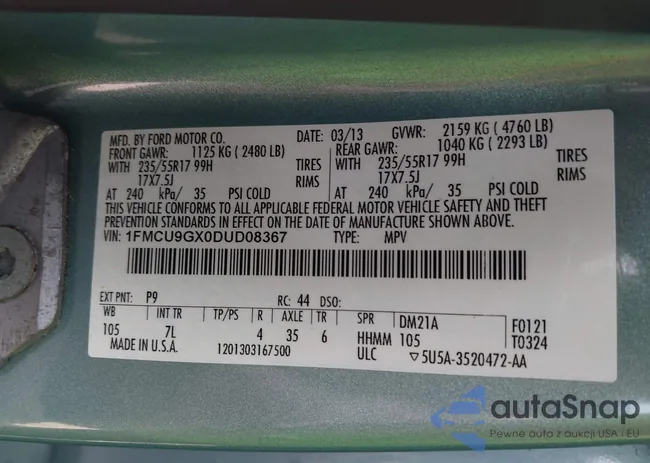 MFD. BY FORD MOTOR CO. DATE: 03/13 GVWR: 2159 KG ( 4760 LB)
FRONT GAWR: 1125 KG ( 2480 LB) REAR GAWR: 1040 KG ( 2293 LB)
WITH 235/55R17 99H TIRES WITH 235/55R17 99H TIRES
17X7.5J RIMS 17X7.5J RIMS
AT 240 kPa/ 35 PSI COLD AT 240 kPa/ 35 PSI COLD
THIS VEHICLE CONFORMS TO ALL APPLICABLE FEDERAL MOTOR VEHICLE SAFETY AND THEFT
PREVENTION STANDARDS IN EFFECT ON THE DATE OF MANUFACTURE SHOWN ABOVE.
VIN: 1FMCU9GX0DUD08367 TYPE: MPV
EXT PNT: P9 RC: 44 DSO:
WB INT TR TP/PS R AXLE TR SPR DM21A F0121
105 7L 4 35 6 HHMM 105 T0324
MADE IN U.S.A. 1201303167500 ULC ▽5U5A-3520472-AA
autaSnap
Pewne auto z aukcji USA i EU